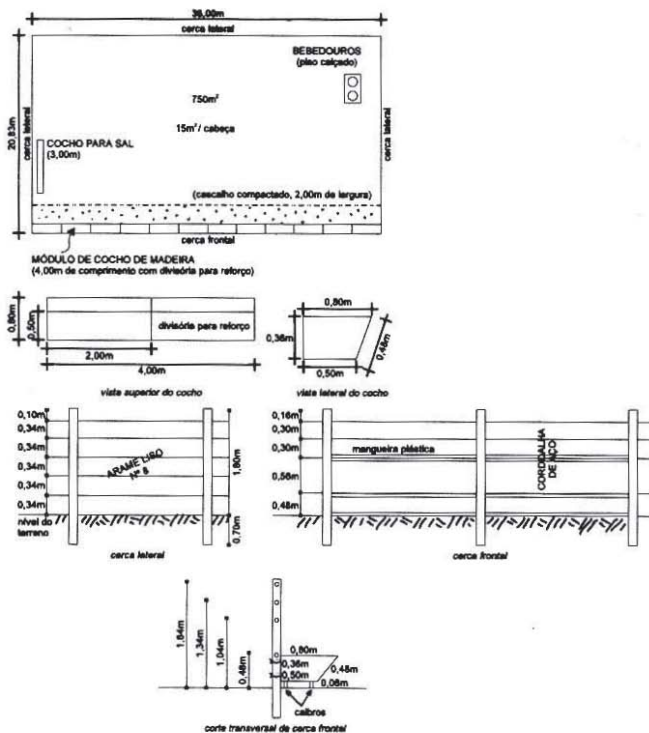 36,00m
cerca lateral
BEBEDOUROS
(piso calçado)
750m²
15m²/ cabeça
20,83m
cerca lateral
cerca lateral
COCHO PARA SAL
(3,00m)
(cascalho compactado, 2,00m de largura)
cerca frontal
MÓDULO DE COCHO DE MADEIRA
(4,00m de comprimento com divisória para reforço)
0,80m
0,50m
divisória para reforço
2,00m
4,00m
vista superior do cocho
0,80m
0,36m
0,48m
0,50m
vista lateral do cocho
0,10m
0,34m
0,34m
0,34m
0,34m
0,34m
nível do
terreno
ARAME LISO
Nº 8
1,80m
0,70m
cerca lateral
0,16m
0,30m
0,30m
0,56m
0,48m
mangueira plástica
CORDOALHA
DE AÇO
cerca frontal
1,64m
1,34m
1,04m
0,48m
0,80m
0,36m
0,50m
0,48m
0,08m
caibros
corte transversal de cerca frontal